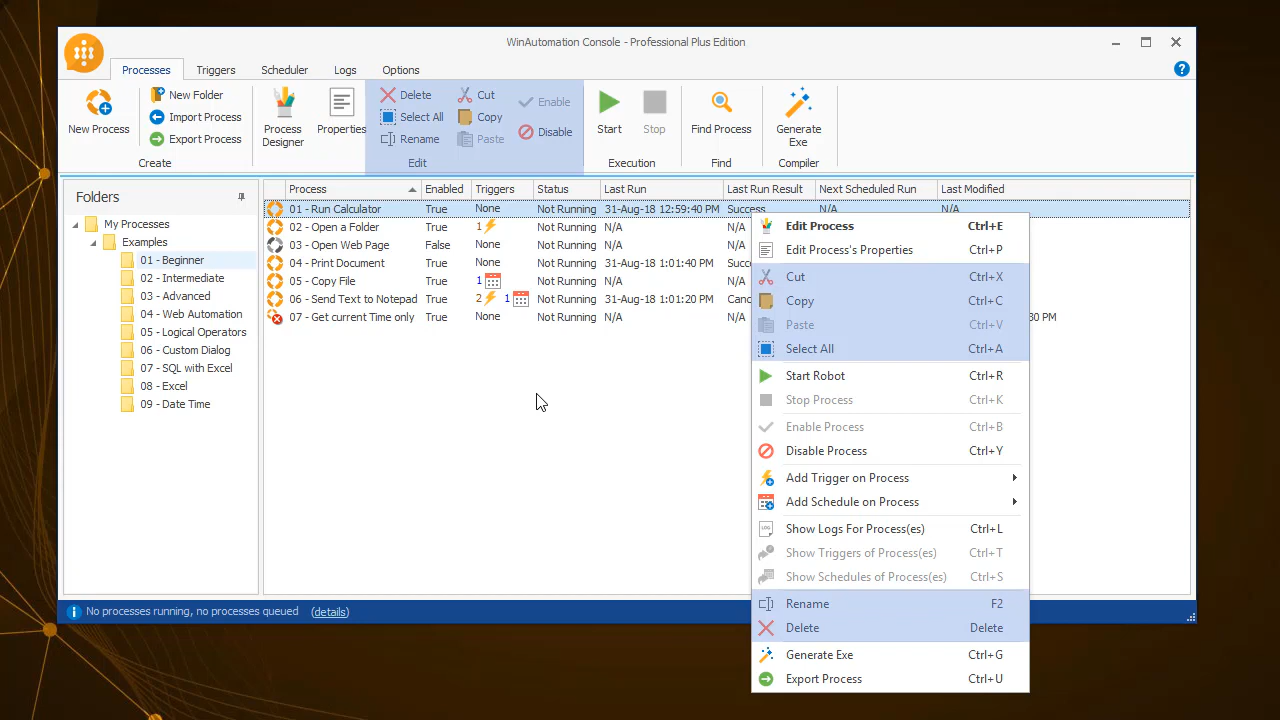 WinAutomation Console - Professional Plus Edition
Processes Triggers Scheduler Logs Options
New Process
New Folder
Import Process
Export Process
Create
Process Designer
Properties
Delete
Select All
Rename
Cut
Copy
Paste
Enable
Disable
Edit
Start
Stop
Execution
Find Process
Find
Generate Exe
Compiler
Folders
My Processes
Examples
01 - Beginner
02 - Intermediate
03 - Advanced
04 - Web Automation
05 - Logical Operators
06 - Custom Dialog
07 - SQL with Excel
08 - Excel
09 - Date Time
Process Enabled Triggers Status Last Run Last Run Result Next Scheduled Run Last Modified
01 - Run Calculator True None Not Running 31-Aug-18 12:59:40 PM Success N/A N/A
02 - Open a Folder True 1 Not Running N/A N/A
03 - Open Web Page False None Not Running N/A N/A
04 - Print Document True None Not Running 31-Aug-18 1:01:40 PM
05 - Copy File True 1 Not Running N/A N/A
06 - Send Text to Notepad True 2 1 Not Running 31-Aug-18 1:01:20 PM
07 - Get current Time only True None Not Running N/A N/A
Edit Process Ctrl+E
Edit Process's Properties Ctrl+P
Cut Ctrl+X
Copy Ctrl+C
Paste Ctrl+V
Select All Ctrl+A
Start Robot Ctrl+R
Stop Process Ctrl+K
Enable Process Ctrl+B
Disable Process Ctrl+Y
Add Trigger on Process
Add Schedule on Process
Show Logs For Process(es) Ctrl+L
Show Triggers of Process(es) Ctrl+T
Show Schedules of Process(es) Ctrl+S
Rename F2
Delete Delete
Generate Exe Ctrl+G
Export Process Ctrl+U
No processes running, no processes queued (details)